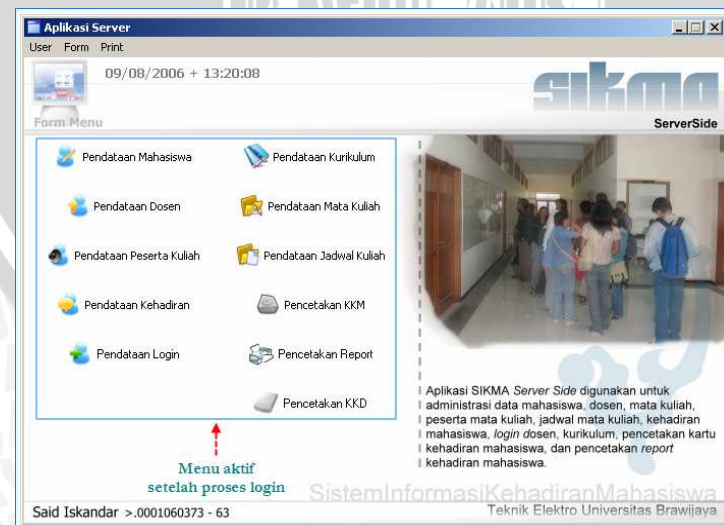 Aplikasi Server
User Form Print
09/08/2006 + 13:20:08
sikma
Form Menu
ServerSide
Pendataan Mahasiswa
Pendataan Kurikulum
Pendataan Dosen
Pendataan Mata Kuliah
Pendataan Peserta Kuliah
Pendataan Jadwal Kuliah
Pendataan Kehadiran
Pencetakan KKM
Pendataan Login
Pencetakan Report
Pencetakan KKD
Menu aktif
setelah proses login
Aplikasi SIKMA Server Side digunakan untuk
administrasi data mahasiswa, dosen, mata kuliah,
peserta mata kuliah, jadwal mata kuliah, kehadiran
mahasiswa, login dosen, kurikulum, pencetakan kartu
kehadiran mahasiswa, dan pencetakan report
kehadiran mahasiswa.
SistemInformasiKehadiranMahasiswa
Said Iskandar >.0001060373 - 63
Teknik Elektro Universitas Brawijaya